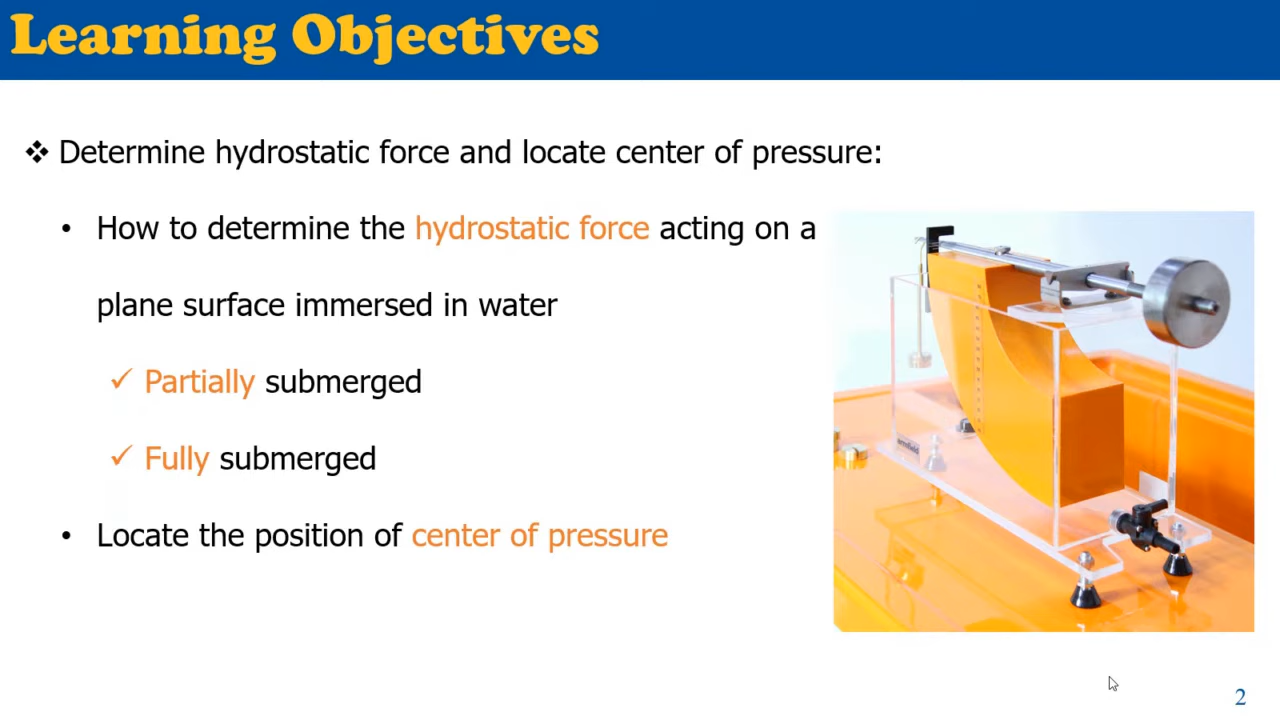 Learning Objectives
❖ Determine hydrostatic force and locate center of pressure:
• How to determine the hydrostatic force acting on a
plane surface immersed in water
✓ Partially submerged
✓ Fully submerged
• Locate the position of center of pressure
armfield
2